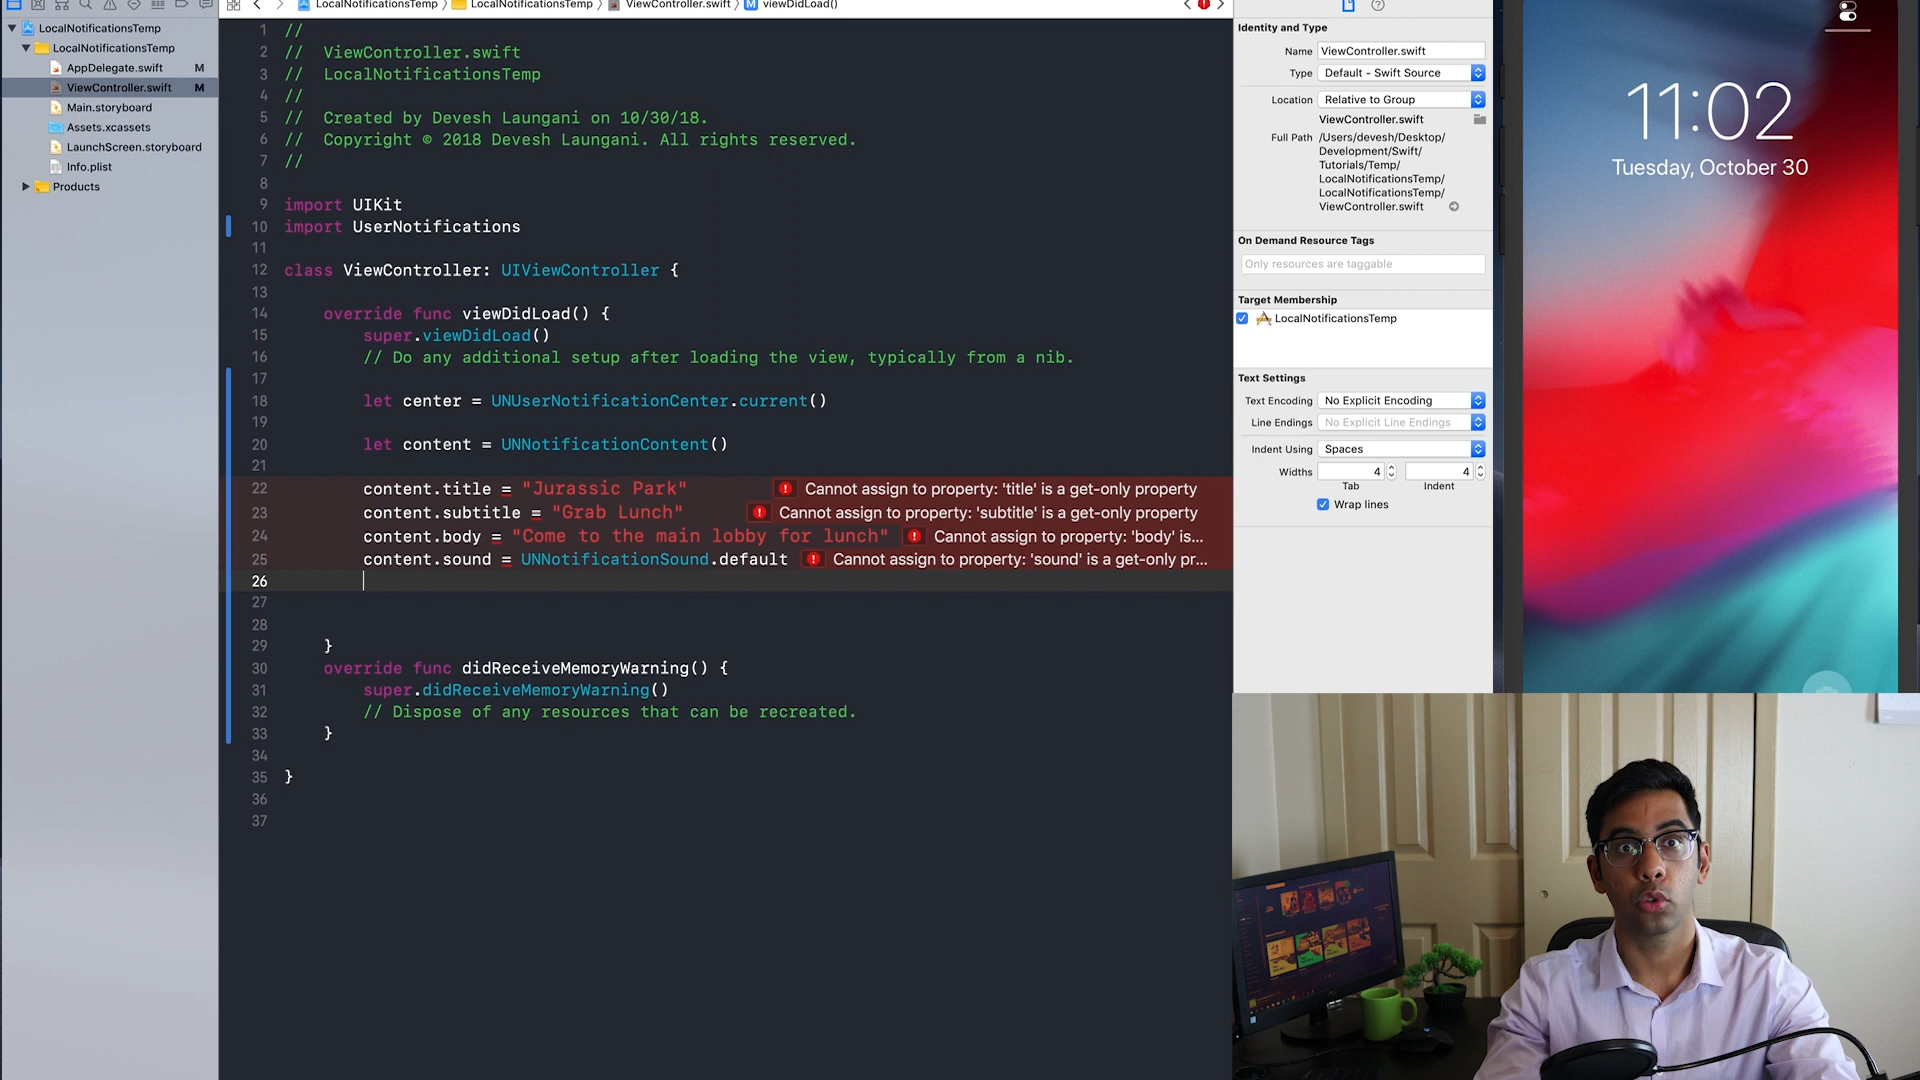 LocalNotificationsTemp
LocalNotificationsTemp
AppDelegate.swift M
ViewController.swift M
Main.storyboard
Assets.xcassets
LaunchScreen.storyboard
Info.plist
Products
LocalNotificationsTemp LocalNotificationsTemp ViewController.swift M viewDidLoad()
1 //
2 // ViewController.swift
3 // LocalNotificationsTemp
4 //
5 // Created by Devesh Laungani on 10/30/18.
6 // Copyright © 2018 Devesh Laungani. All rights reserved.
7 //
8
9 import UIKit
10 import UserNotifications
11
12 class ViewController: UIViewController {
13
14 override func viewDidLoad() {
15 super.viewDidLoad()
16 // Do any additional setup after loading the view, typically from a nib.
17
18 let center = UNUserNotificationCenter.current()
19
20 let content = UNNotificationContent()
21
22 content.title = "Jurassic Park" Cannot assign to property: 'title' is a get-only property
23 content.subtitle = "Grab Lunch" Cannot assign to property: 'subtitle' is a get-only property
24 content.body = "Come to the main lobby for lunch" Cannot assign to property: 'body' is...
25 content.sound = UNNotificationSound.default Cannot assign to property: 'sound' is a get-only pr...
26
27
28
29 }
30 override func didReceiveMemoryWarning() {
31 super.didReceiveMemoryWarning()
32 // Dispose of any resources that can be recreated.
33 }
34
35 }
36
37
Identity and Type
Name ViewController.swift
Type Default - Swift Source
Location Relative to Group
ViewController.swift
Full Path /Users/devesh/Desktop/
Development/Swift/
Tutorials/Temp/
LocalNotificationsTemp/
LocalNotificationsTemp/
ViewController.swift
On Demand Resource Tags
Only resources are taggable
Target Membership
LocalNotificationsTemp
Text Settings
Text Encoding No Explicit Encoding
Line Endings No Explicit Line Endings
Indent Using Spaces
Widths 4 4
Tab Indent
Wrap lines
11:02
Tuesday, October 30